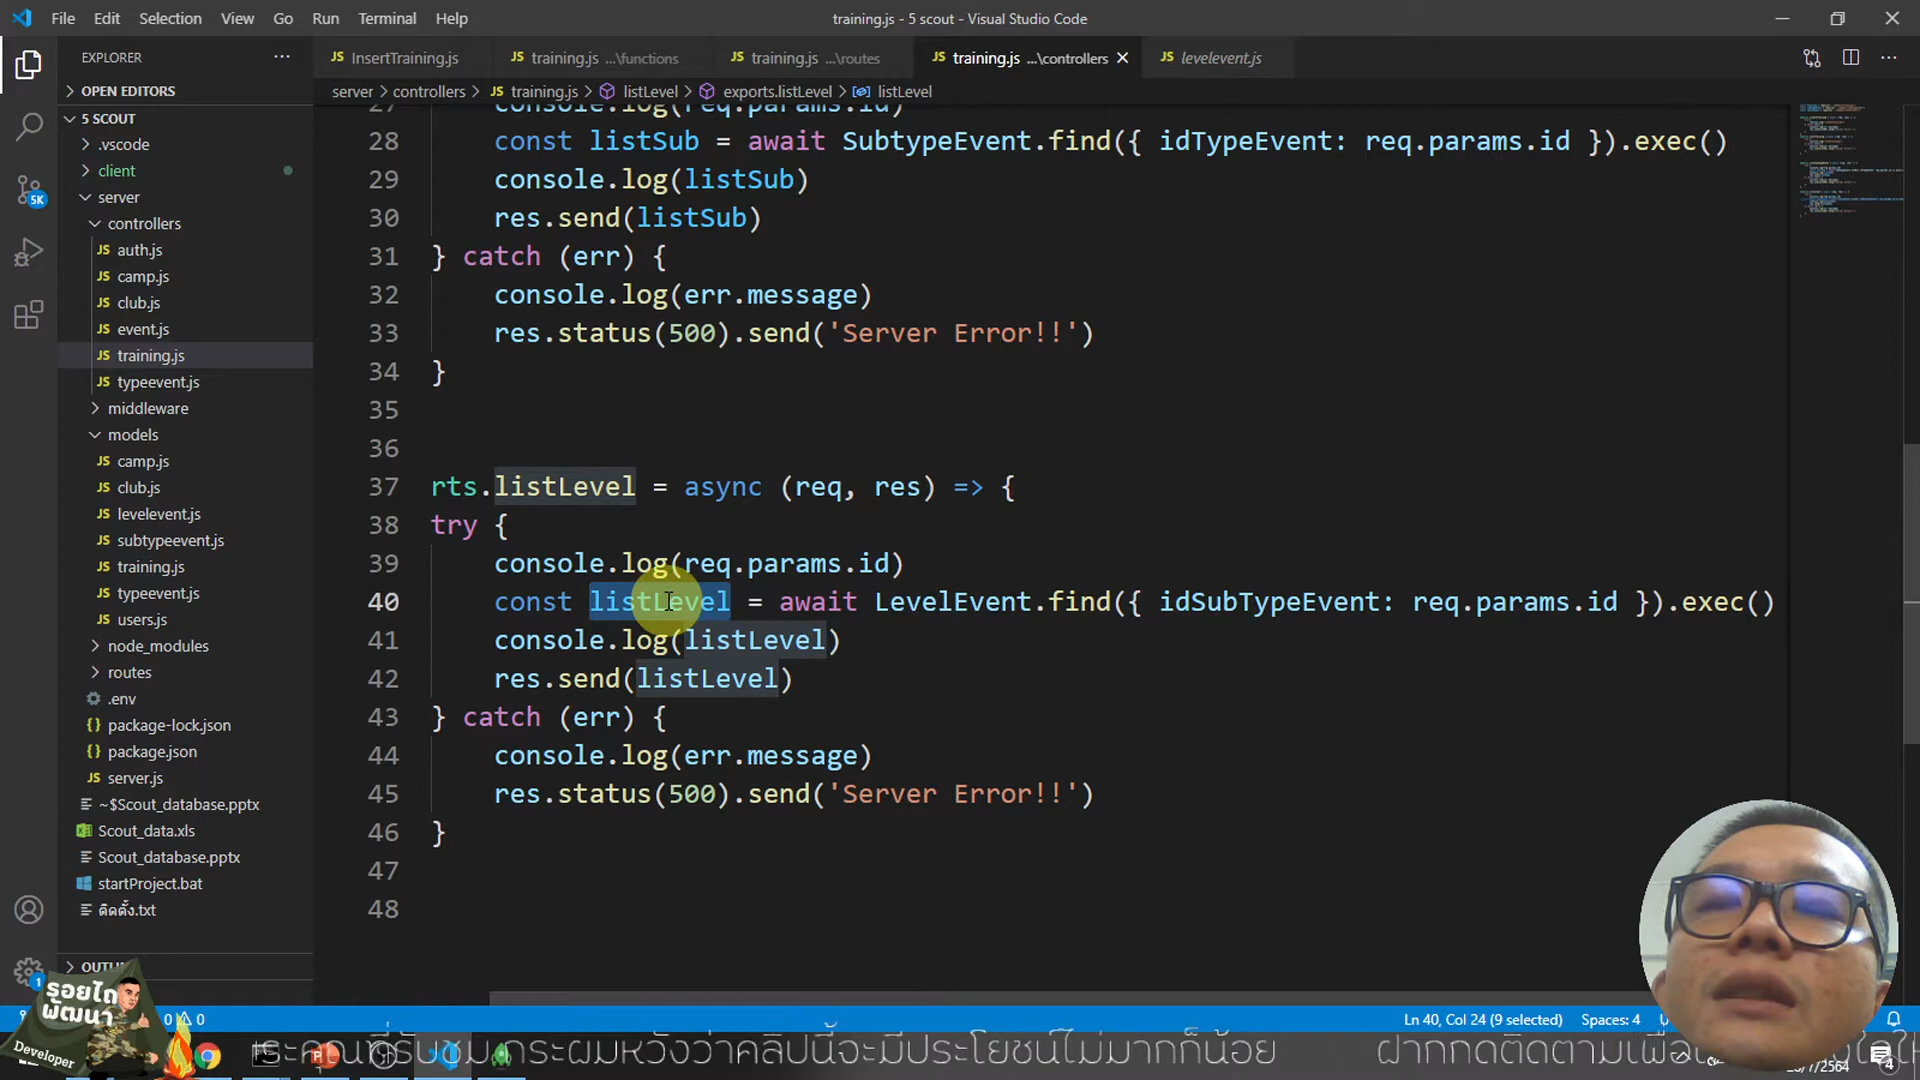 File Edit Selection View Go Run Terminal Help
training.js - 5 scout - Visual Studio Code
EXPLORER
InsertTraining.js
training.js ...\functions
training.js ...\routes
training.js ...\controllers
levelevent.js
server > controllers > JS training.js > listLevel > exports.listLevel > listLevel
OPEN EDITORS
5 SCOUT
.vscode
client
server
controllers
JS auth.js
JS camp.js
JS club.js
JS event.js
JS training.js
JS typeevent.js
middleware
models
JS camp.js
JS club.js
JS levelevent.js
JS subtypeevent.js
JS training.js
JS typeevent.js
JS users.js
node_modules
routes
.env
{} package-lock.json
{} package.json
JS server.js
~$Scout_database.pptx
Scout_data.xls
Scout_database.pptx
startProject.bat
ติดตั้ง.txt
5K
27 console.log(req.params.id)
28 const listSub = await SubtypeEvent.find({ idTypeEvent: req.params.id }).exec()
29 console.log(listSub)
30 res.send(listSub)
31 } catch (err) {
32 console.log(err.message)
33 res.status(500).send('Server Error!!')
34 }
35
36
37 rts.listLevel = async (req, res) => {
38 try {
39 console.log(req.params.id)
40 const listLevel = await LevelEvent.find({ idSubTypeEvent: req.params.id }).exec()
41 console.log(listLevel)
42 res.send(listLevel)
43 } catch (err) {
44 console.log(err.message)
45 res.status(500).send('Server Error!!')
46 }
47
48
1
รอยไถ
พัฒนา
Developer
0 0
Ln 40, Col 24 (9 selected) Spaces: 4
ะคุณที่รับชม กระผมหวังว่าคลิปนี้จะมีประโยชน์ไม่มากก็น้อย ฝากกดติดตามเพื่อ
4